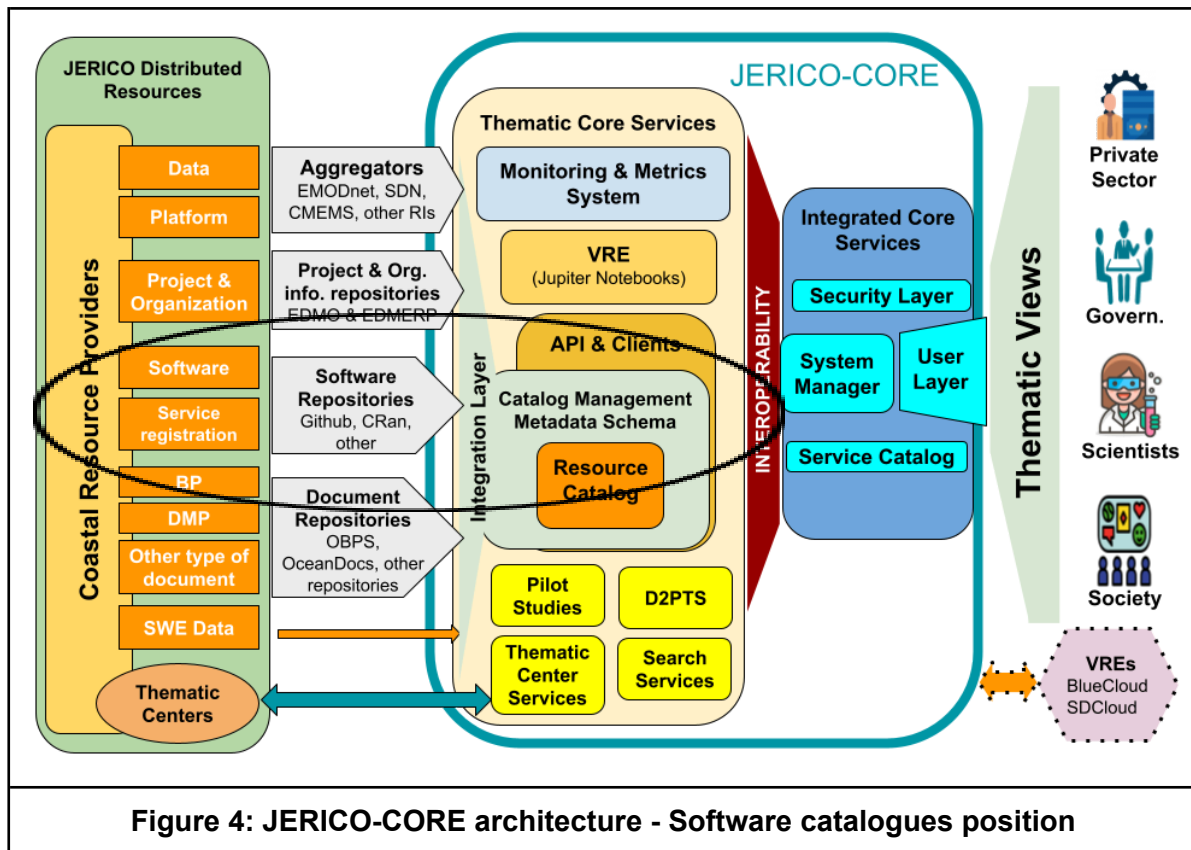 JERICO Distributed
Resources
Coastal Resource Providers
Data
Platform
Project &
Organization
Software
Service
registration
BP
DMP
Other type of
document
SWE Data
Thematic
Centers
Aggregators
EMODnet, SDN,
CMEMS, other RIs
Project & Org.
info. repositories
EDMO & EDMERP
Software
Repositories
Github, CRan,
other
Document
Repositories
OBPS,
OceanDocs, other
repositories
JERICO-CORE
Thematic Core Services
Monitoring & Metrics
System
VRE
(Jupiter Notebooks)
Integration Layer
API & Clients
Catalog Management
Metadata Schema
Resource
Catalog
Pilot
Studies
D2PTS
Thematic
Center
Services
Search
Services
INTEROPERABILITY
Integrated Core
Services
Security Layer
System
Manager
User
Layer
Service Catalog
Thematic Views
Private
Sector
Govern.
Scientists
Society
VREs
BlueCloud
SDCloud
Figure 4: JERICO-CORE architecture - Software catalogues position